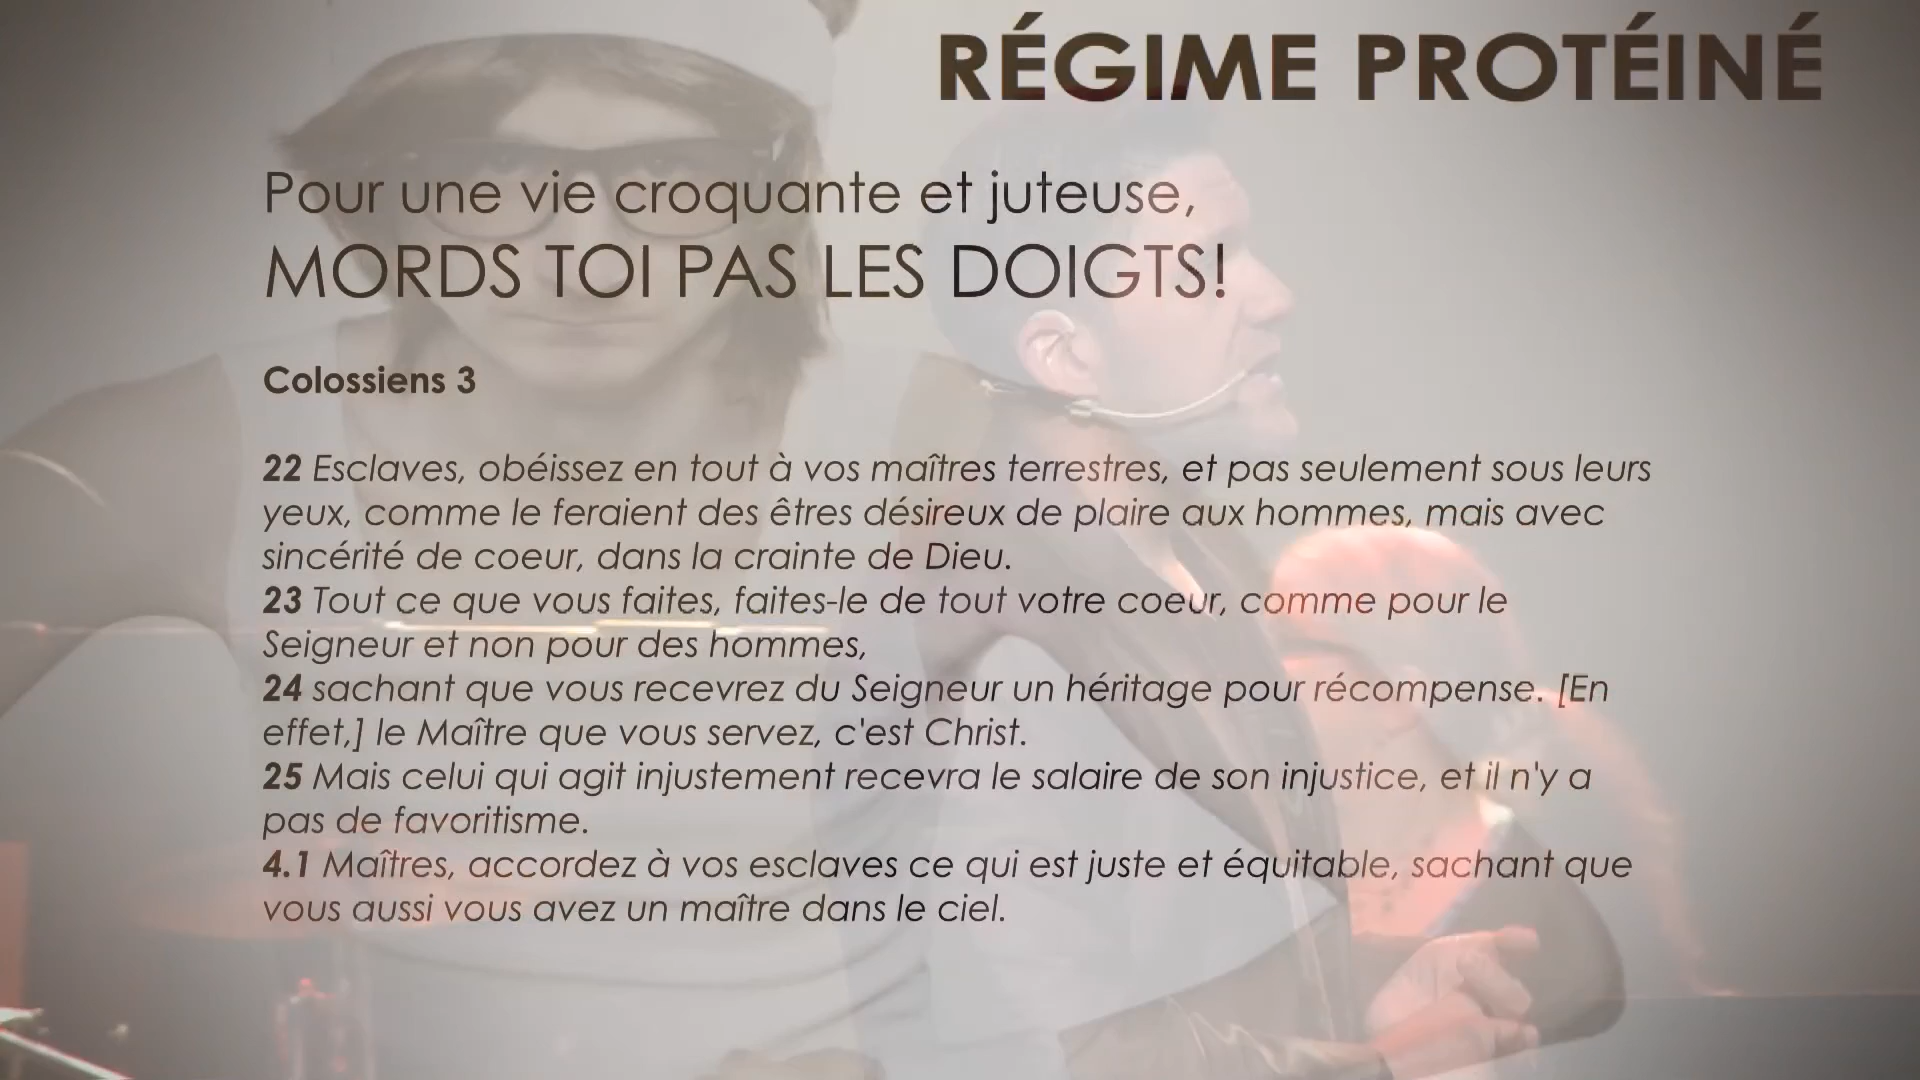 RÉGIME PROTÉINÉ
Pour une vie croquante et juteuse,
MORDS TOI PAS LES DOIGTS!
Colossiens 3
22 Esclaves, obéissez en tout à vos maîtres terrestres, et pas seulement sous leurs
yeux, comme le feraient des êtres désireux de plaire aux hommes, mais avec
sincérité de coeur, dans la crainte de Dieu.
23 Tout ce que vous faites, faites-le de tout votre coeur, comme pour le
Seigneur et non pour des hommes,
24 sachant que vous recevrez du Seigneur un héritage pour récompense. [En
effet,] le Maître que vous servez, c'est Christ.
25 Mais celui qui agit injustement recevra le salaire de son injustice, et il n'y a
pas de favoritisme.
4.1 Maîtres, accordez à vos esclaves ce qui est juste et équitable, sachant que
vous aussi vous avez un maître dans le ciel.